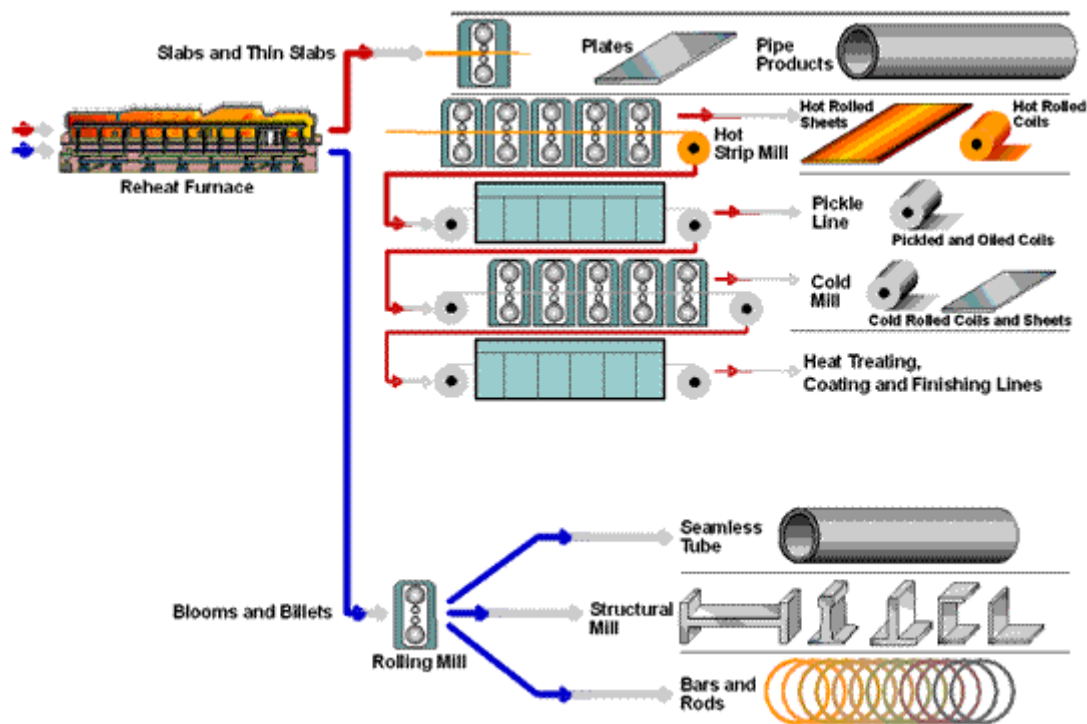 Slabs and Thin Slabs
Plates
Pipe
Products
Reheat Furnace
Hot
Strip Mill
Hot Rolled
Sheets
Hot Rolled
Coils
Pickle
Line
Pickled and Oiled Coils
Cold
Mill
Cold Rolled Coils and Sheets
Heat Treating,
Coating and Finishing Lines
Seamless
Tube
Blooms and Billets
Rolling Mill
Structural
Mill
Bars and
Rods